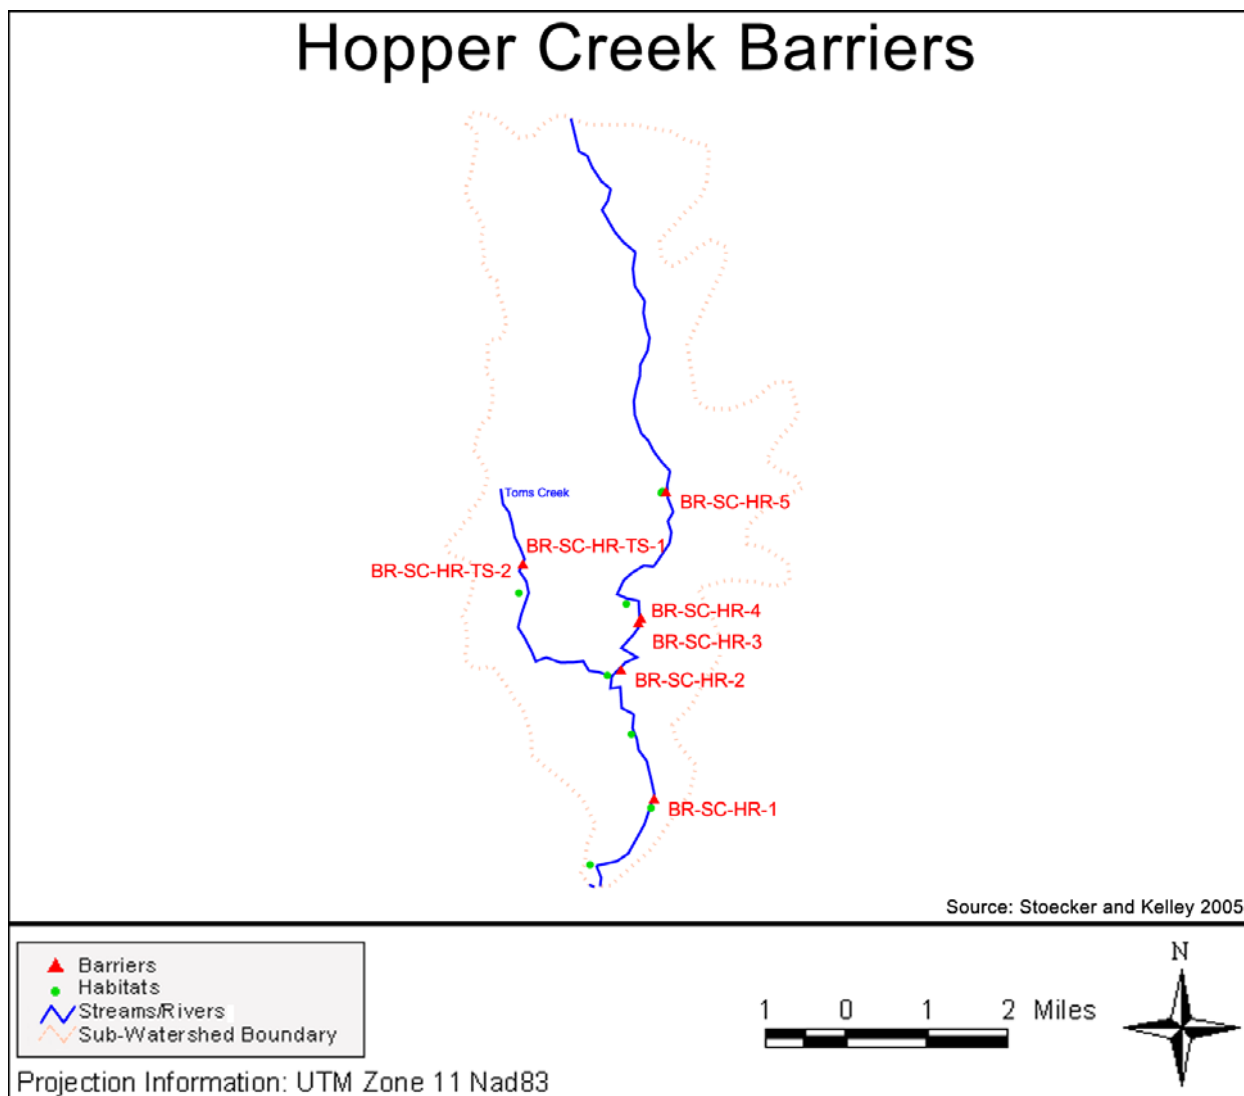 Hopper Creek Barriers
Toms Creek
BR-SC-HR-5
BR-SC-HR-TS-1
BR-SC-HR-TS-2
BR-SC-HR-4
BR-SC-HR-3
BR-SC-HR-2
BR-SC-HR-1
Source: Stoecker and Kelley 2005
Barriers
Habitats
Streams/Rivers
Sub-Watershed Boundary
1 0 1 2 Miles
N
Projection Information: UTM Zone 11 Nad83